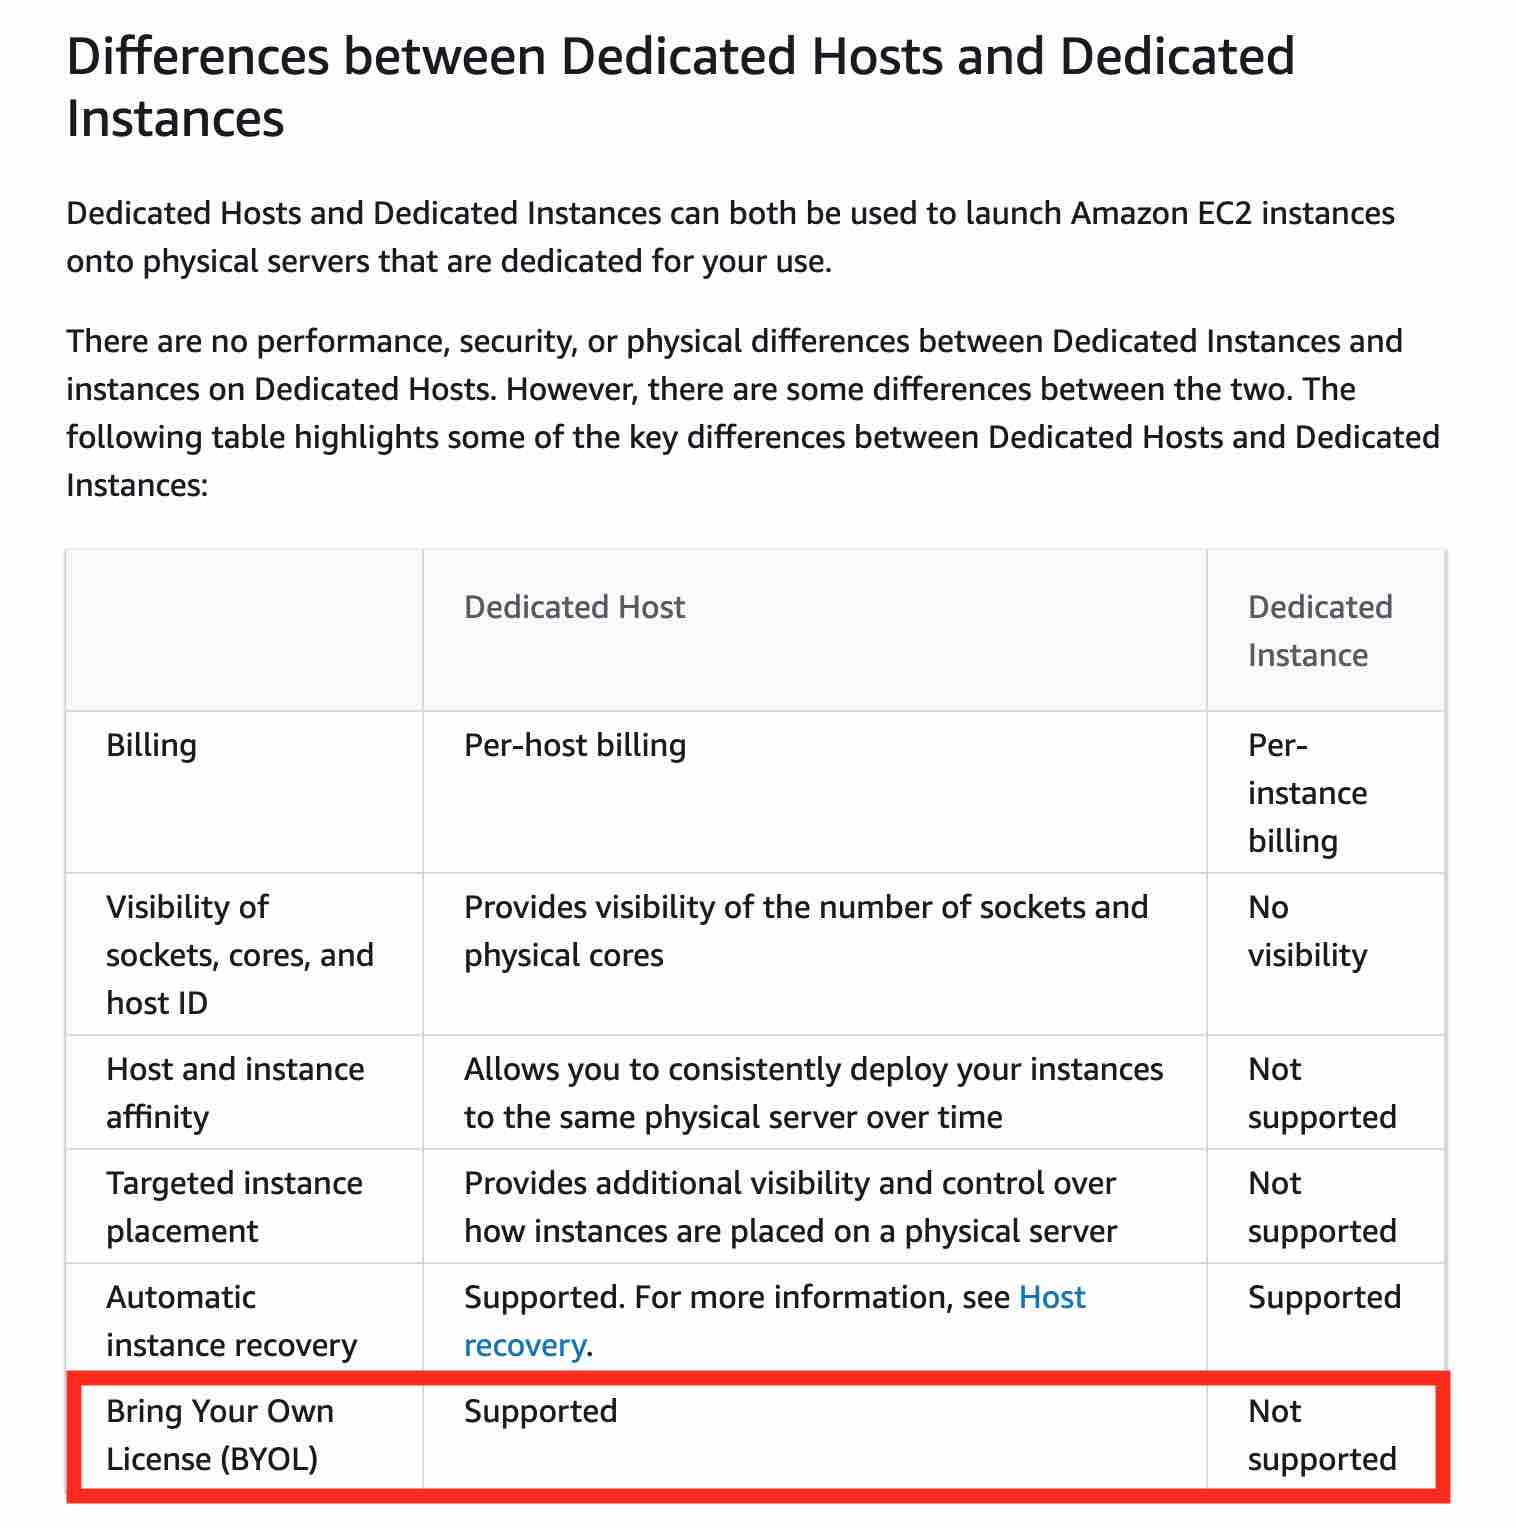 Differences between Dedicated Hosts and Dedicated
Instances
Dedicated Hosts and Dedicated Instances can both be used to launch Amazon EC2 instances
onto physical servers that are dedicated for your use.
There are no performance, security, or physical differences between Dedicated Instances and
instances on Dedicated Hosts. However, there are some differences between the two. The
following table highlights some of the key differences between Dedicated Hosts and Dedicated
Instances:
Dedicated Host
Dedicated
Instance
Billing
Per-host billing
Per-
instance
billing
Visibility of
sockets, cores, and
host ID
Provides visibility of the number of sockets and
physical cores
No
visibility
Host and instance
affinity
Allows you to consistently deploy your instances
to the same physical server over time
Not
supported
Targeted instance
placement
Provides additional visibility and control over
how instances are placed on a physical server
Not
supported
Automatic
instance recovery
Supported. For more information, see Host
recovery.
Supported
Bring Your Own
License (BYOL)
Supported
Not
supported